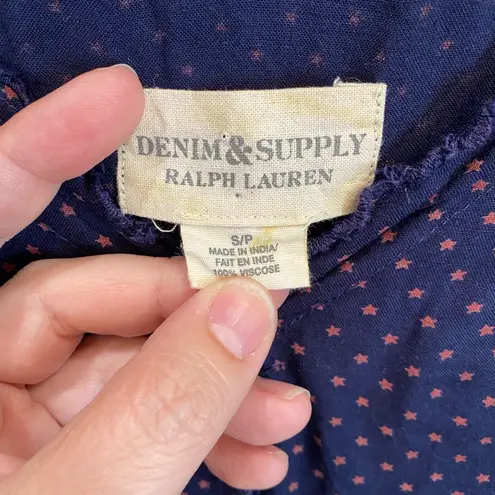 DENIM&SUPPLY
RALPH LAUREN
S/P
MADE IN INDIA/
FAIT EN INDE
100% VISCOSE